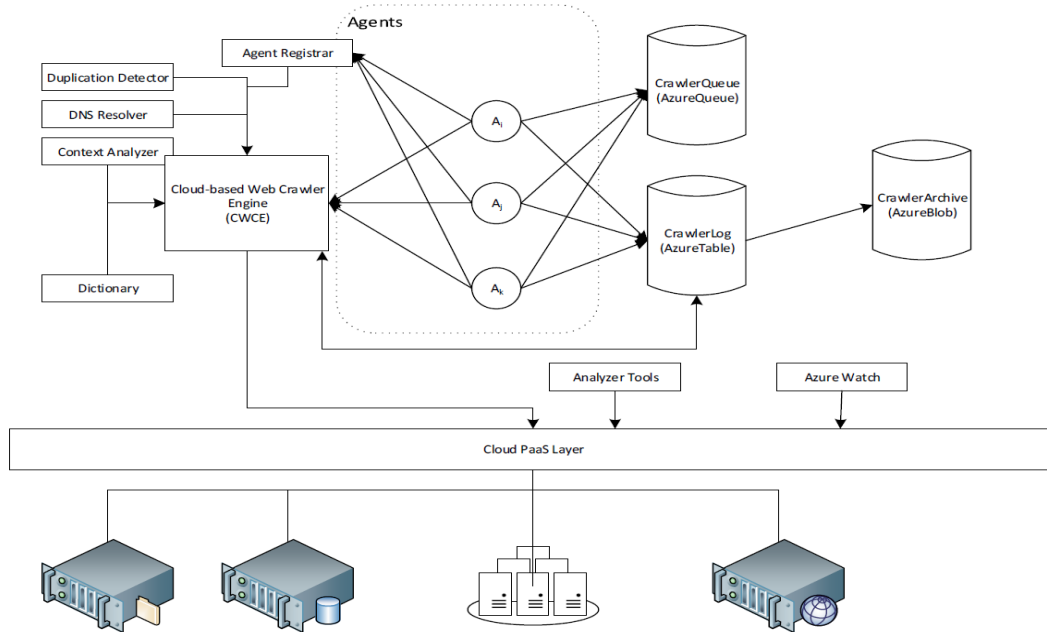 Agents
Agent Registrar
Duplication Detector
DNS Resolver
Context Analyzer
Cloud-based Web Crawler
Engine
(CWCE)
Dictionary
Ai
Aj
Ak
CrawlerQueue
(AzureQueue)
CrawlerLog
(AzureTable)
CrawlerArchive
(AzureBlob)
Analyzer Tools
Azure Watch
Cloud PaaS Layer